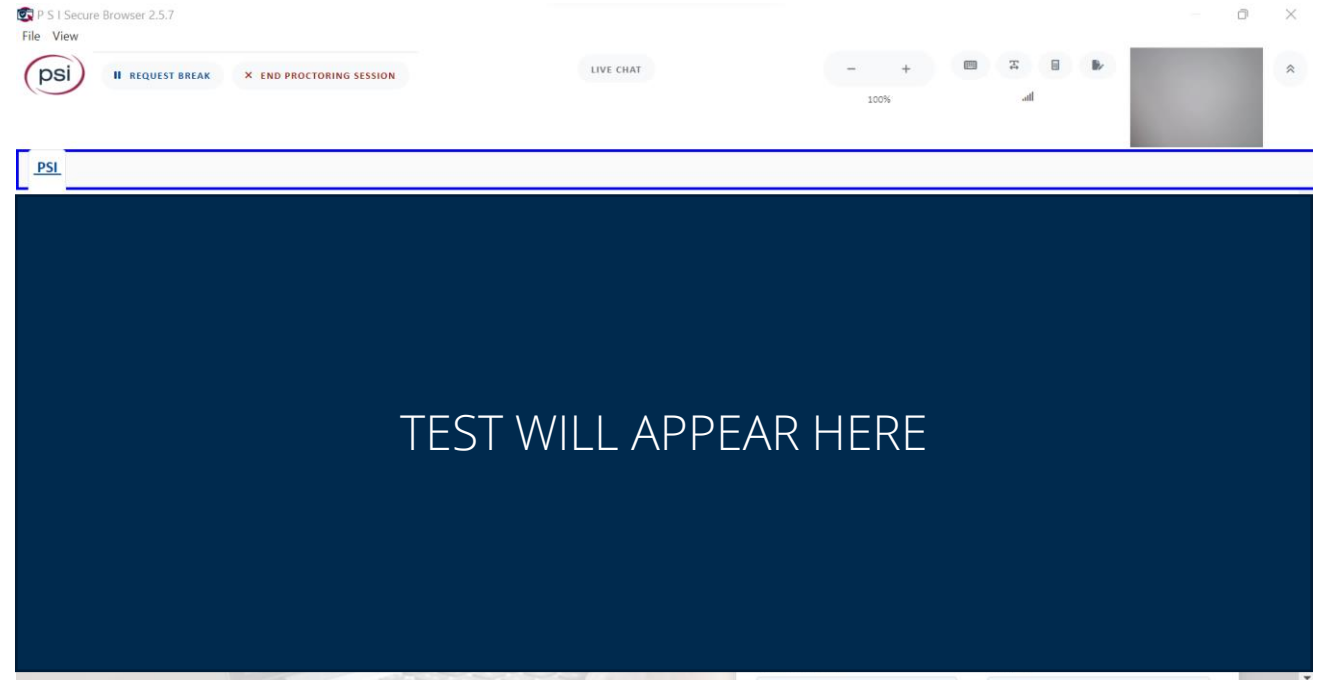 P S I Secure Browser 2.5.7
File View
psi
REQUEST BREAK
END PROCTORING SESSION
LIVE CHAT
− +
100%
PSI
TEST WILL APPEAR HERE